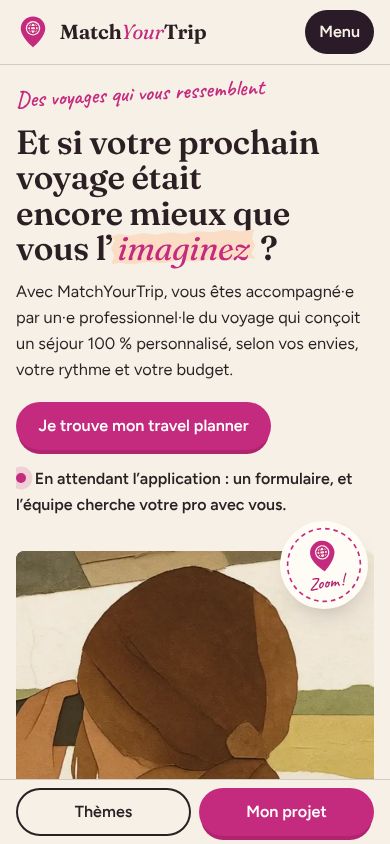 MatchYourTrip
Menu
Des voyages qui vous ressemblent
Et si votre prochain
voyage était
encore mieux que
vous l’imaginez ?
Avec MatchYourTrip, vous êtes accompagné·e
par un·e professionnel·le du voyage qui conçoit
un séjour 100 % personnalisé, selon vos envies,
votre rythme et votre budget.
Je trouve mon travel planner
En attendant l’application : un formulaire, et
l’équipe cherche votre pro avec vous.
Zoom!
Thèmes
Mon projet